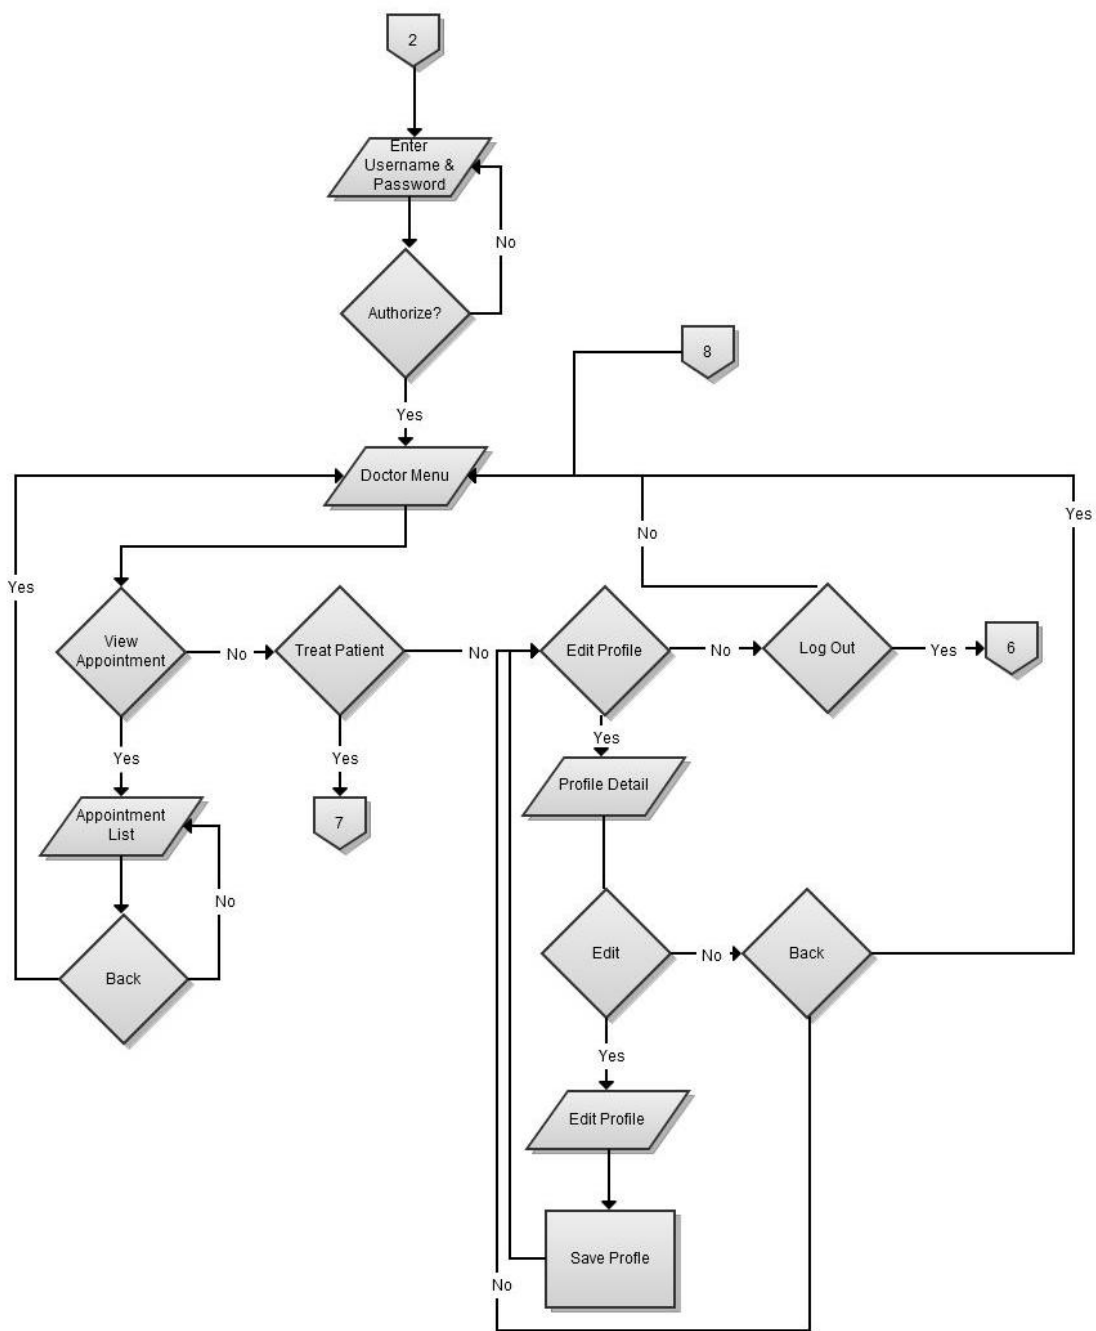 2
Enter
Username &
Password
No
Authorize?
8
Yes
Doctor Menu
Yes
No
Yes
View
Appointment
No
Treat Patient
No
Edit Profile
No
Log Out
Yes
6
Yes
Yes
Yes
Profile Detail
Appointment
List
7
No
Back
Edit
No
Back
Yes
Edit Profile
Save Profle
No